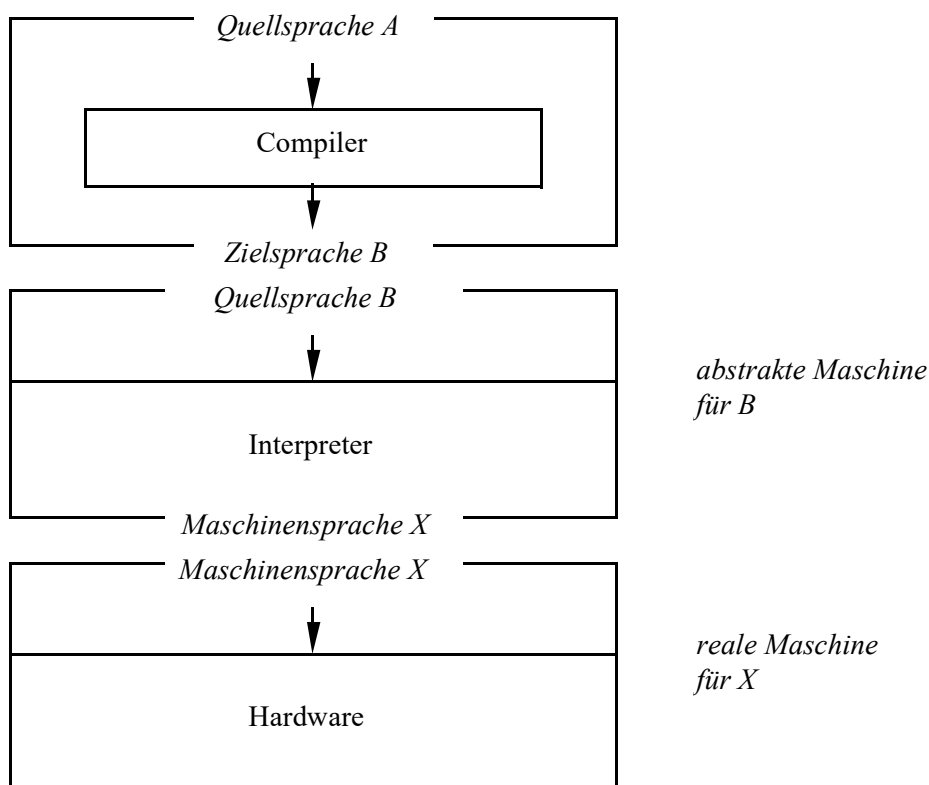 Quellsprache A
Compiler
Zielsprache B
Quellsprache B
abstrakte Maschine
für B
Interpreter
Maschinensprache X
Maschinensprache X
reale Maschine
für X
Hardware